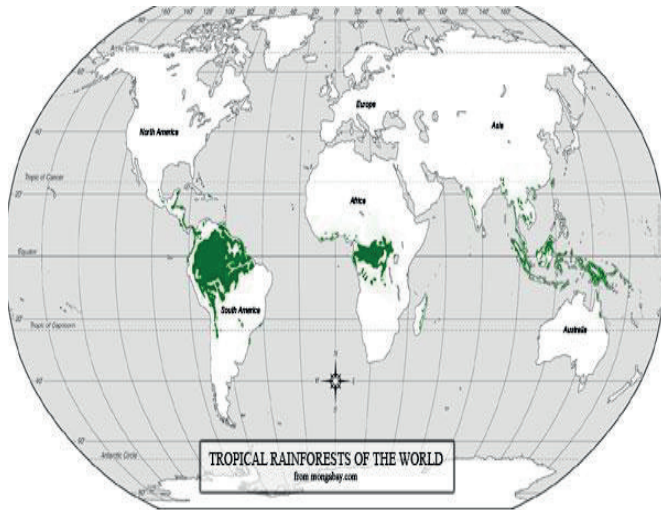 Arctic Circle
Europe
North America
Asia
Tropic of Cancer
Africa
Equator
South America
Tropic of Capricorn
Australia
N
Antarctic Circle
TROPICAL RAINFORESTS OF THE WORLD
from mongabay.com